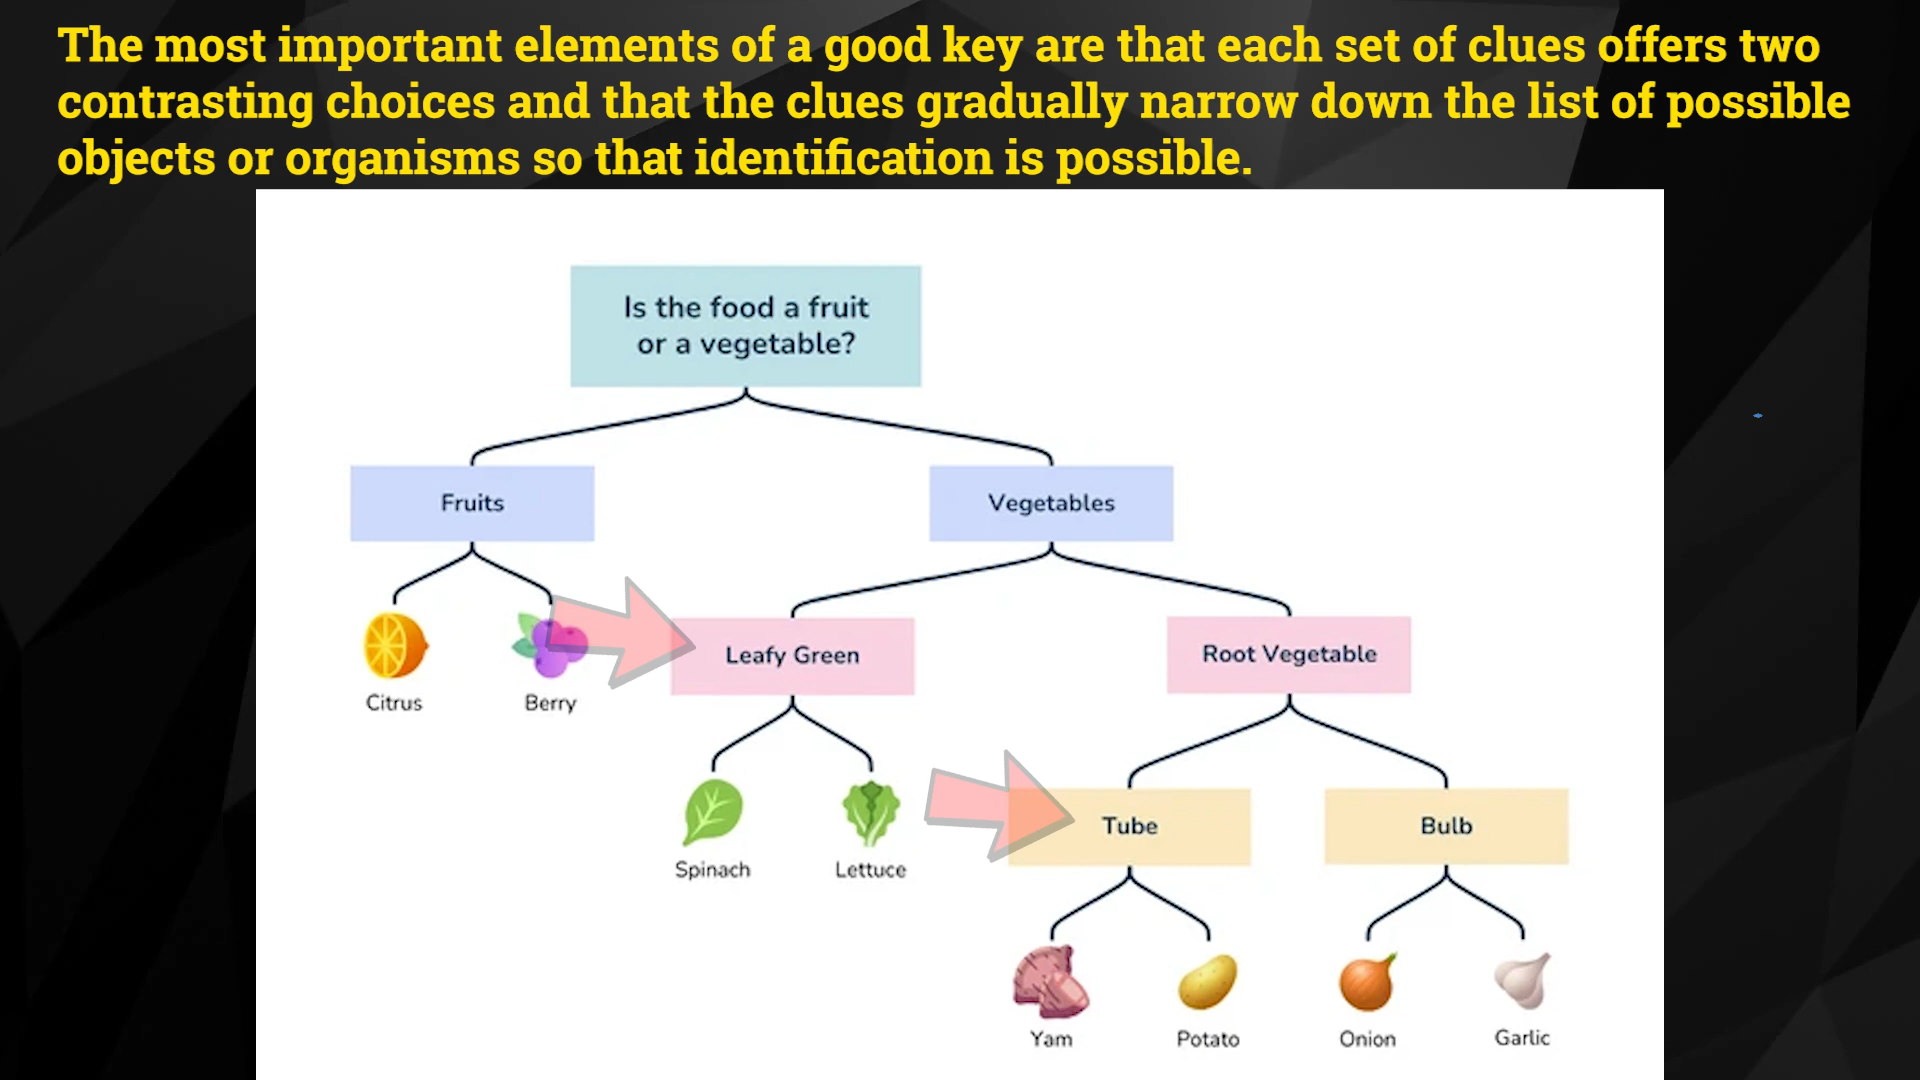 The most important elements of a good key are that each set of clues offers two
contrasting choices and that the clues gradually narrow down the list of possible
objects or organisms so that identification is possible.
Is the food a fruit
or a vegetable?
Fruits
Vegetables
Citrus
Berry
Leafy Green
Root Vegetable
Spinach
Lettuce
Tube
Bulb
Yam
Potato
Onion
Garlic